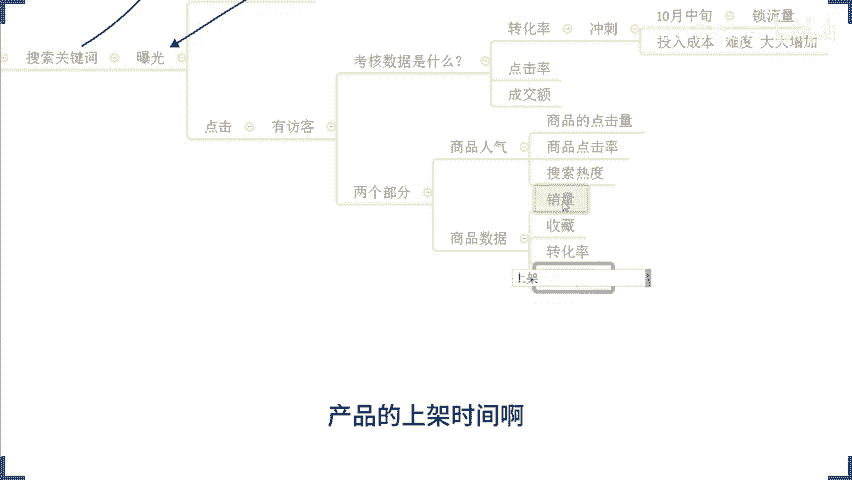 搜索关键词
曝光
点击
有访客
考核数据是什么?
转化率
冲刺
10月中旬
锁流量
投入成本 难度 大大增加
点击率
成交额
两个部分
商品人气
商品的点击量
商品点击率
搜索热度
商品数据
销量
收藏
转化率
上架
产品的上架时间啊